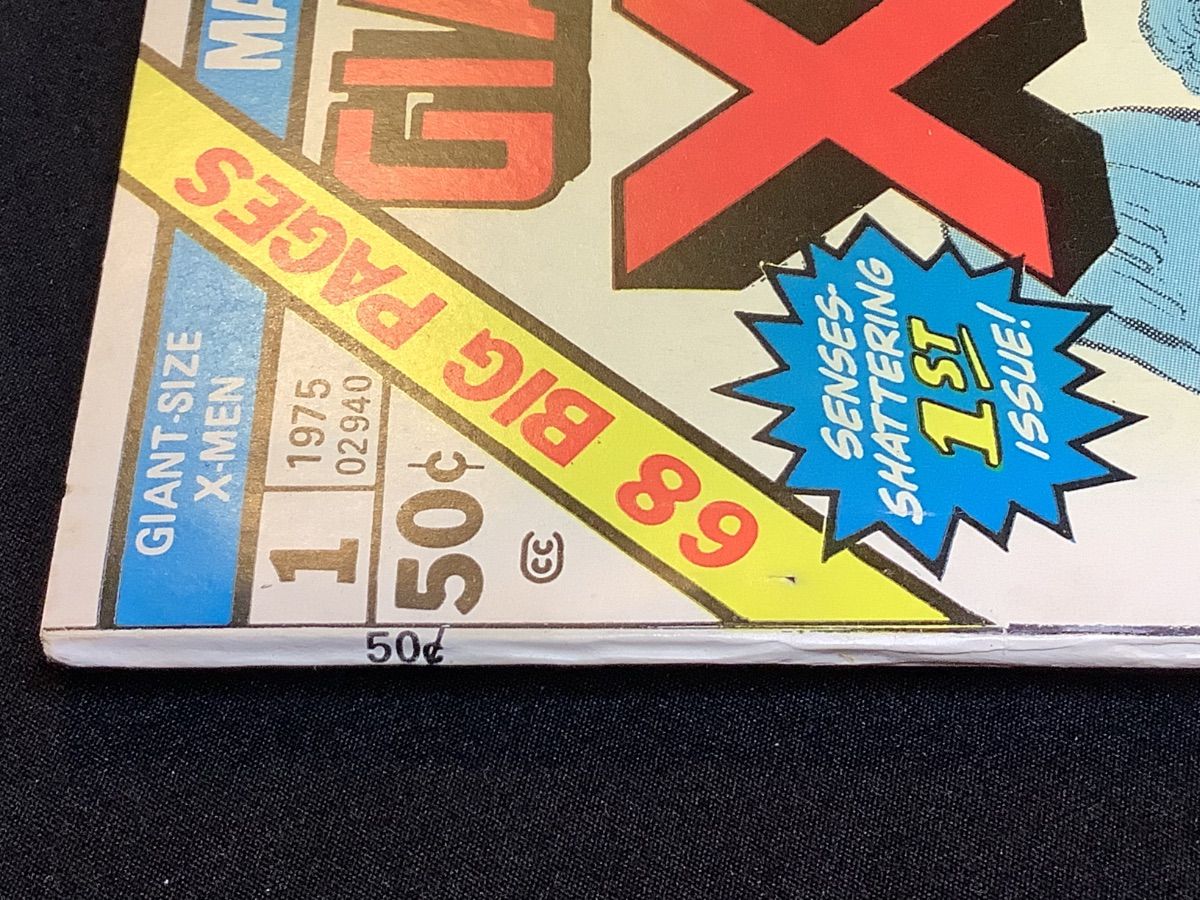 MA
GIA
X
68 BIG PAGES
GIANT-SIZE
X-MEN
1
1975
02940
50¢
CC
SENSES-
SHATTERING
1ST
ISSUE!
50¢